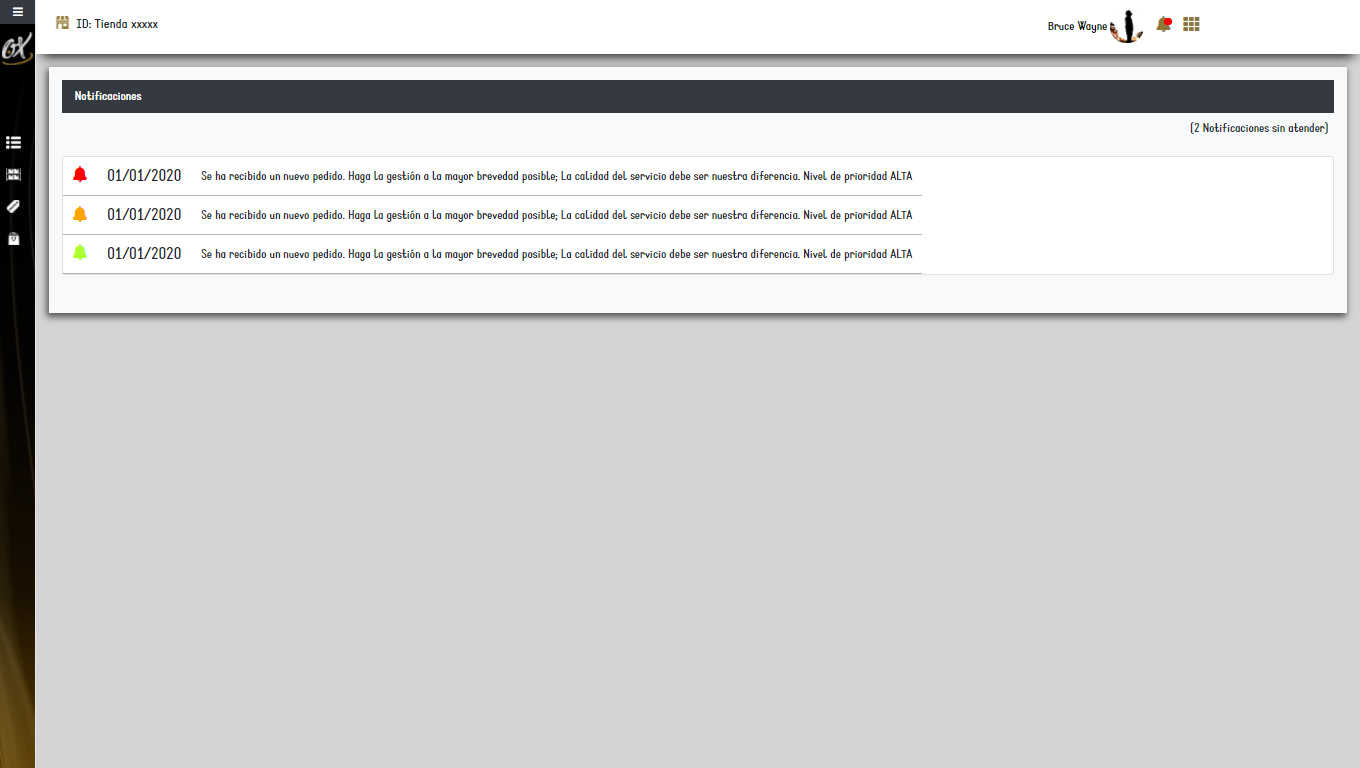 ID: Tienda xxxxx
Bruce Wayne
GX
Notificaciones
(2 Notificaciones sin atender)
01/01/2020 Se ha recibido un nuevo pedido. Haga la gestión a la mayor brevedad posible; La calidad del servicio debe ser nuestra diferencia. Nivel de prioridad ALTA
01/01/2020 Se ha recibido un nuevo pedido. Haga la gestión a la mayor brevedad posible; La calidad del servicio debe ser nuestra diferencia. Nivel de prioridad ALTA
01/01/2020 Se ha recibido un nuevo pedido. Haga la gestión a la mayor brevedad posible; La calidad del servicio debe ser nuestra diferencia. Nivel de prioridad ALTA